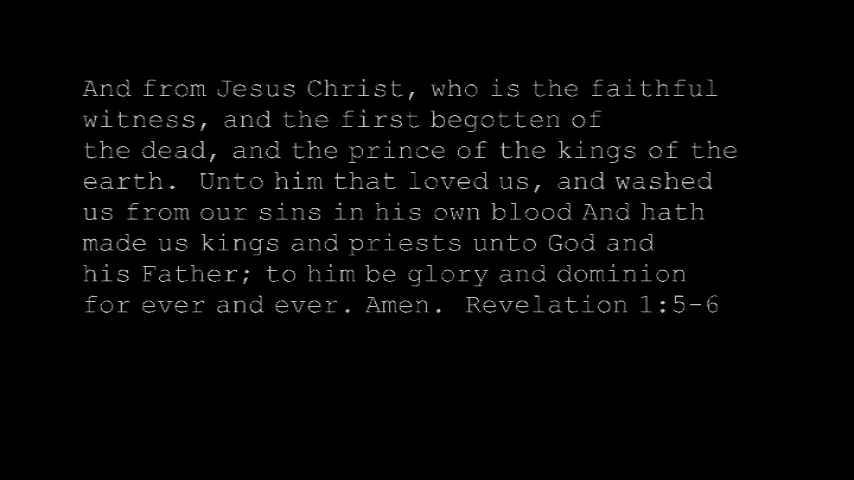 And from Jesus Christ, who is the faithful
witness, and the first begotten of
the dead, and the prince of the kings of the
earth.  Unto him that loved us, and washed
us from our sins in his own blood And hath
made us kings and priests unto God and
his Father; to him be glory and dominion
for ever and ever. Amen.  Revelation 1:5-6